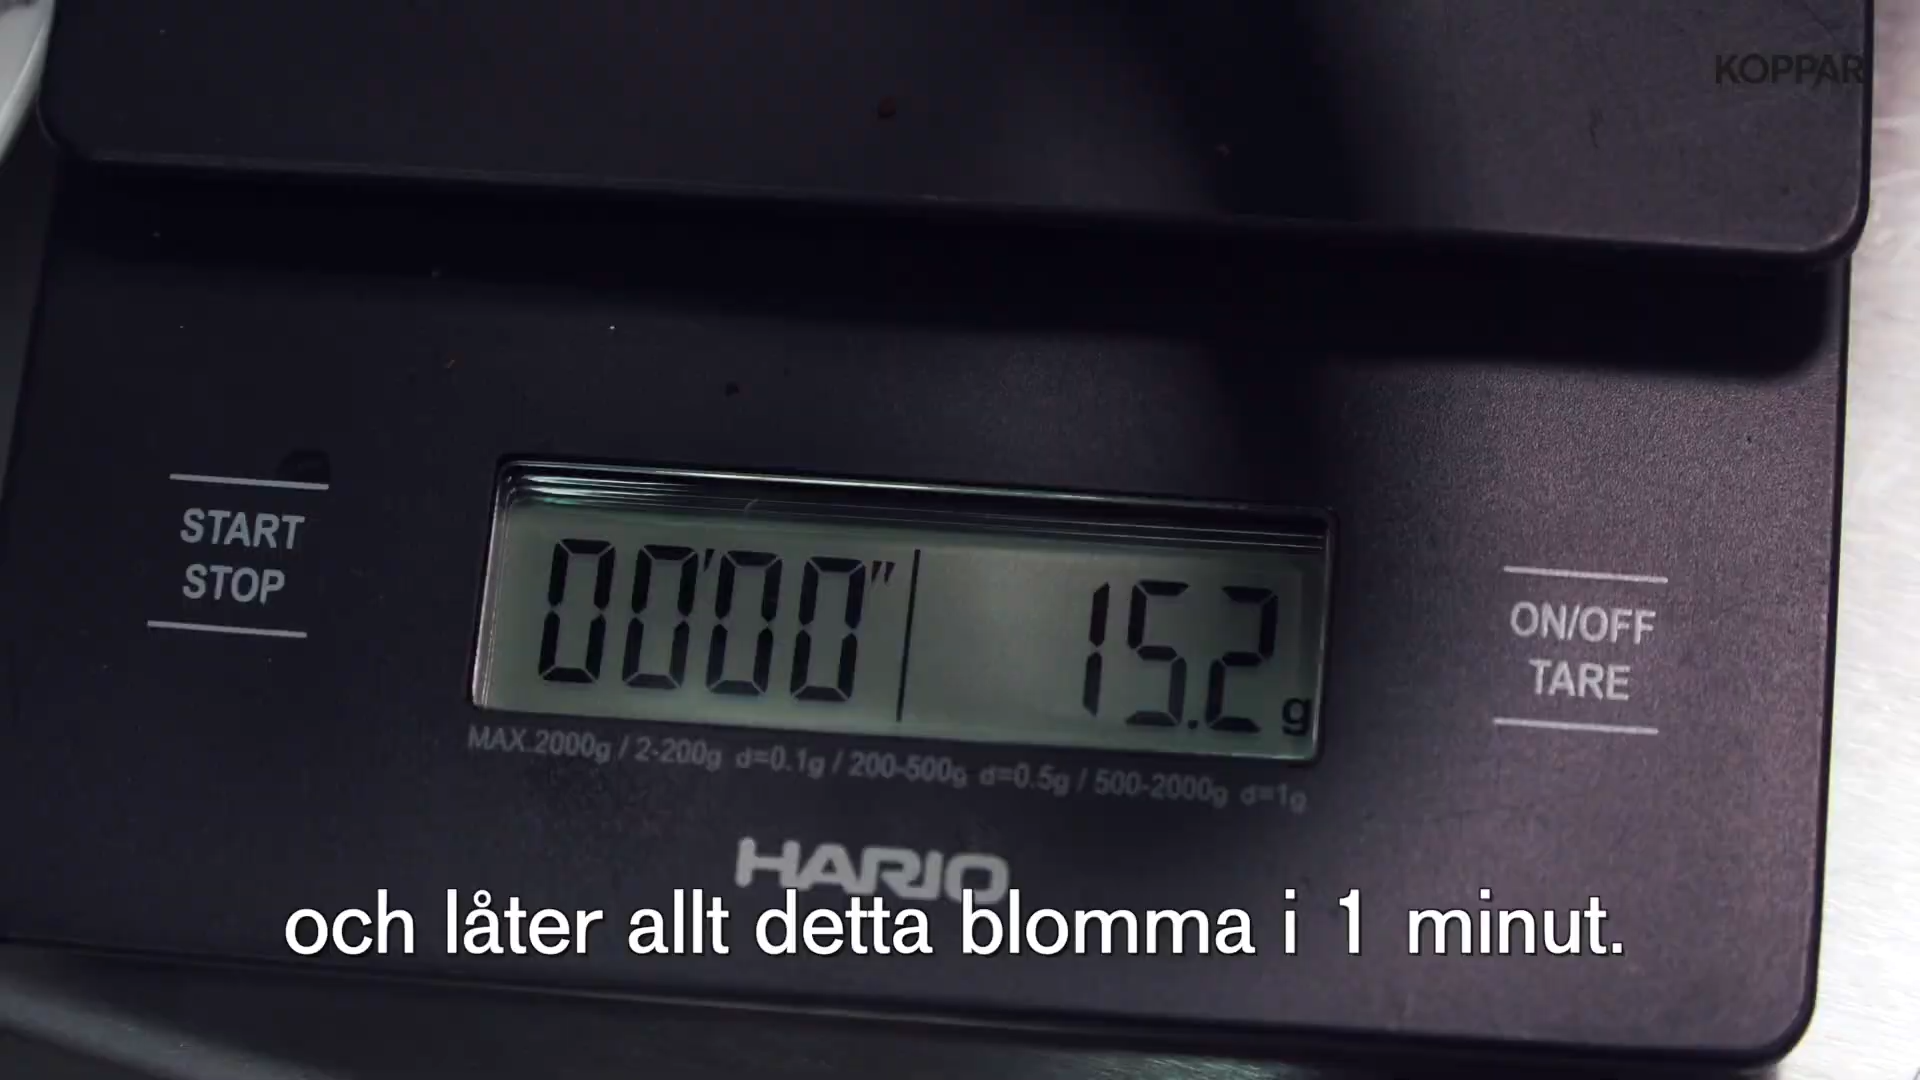 KOPPAR
START
STOP
00'00" 15.2g
ON/OFF
TARE
MAX.2000g / 2-200g d=0.1g / 200-500g d=0.5g / 500-2000g d=1g
HARIO
och låter allt detta blomma i 1 minut.